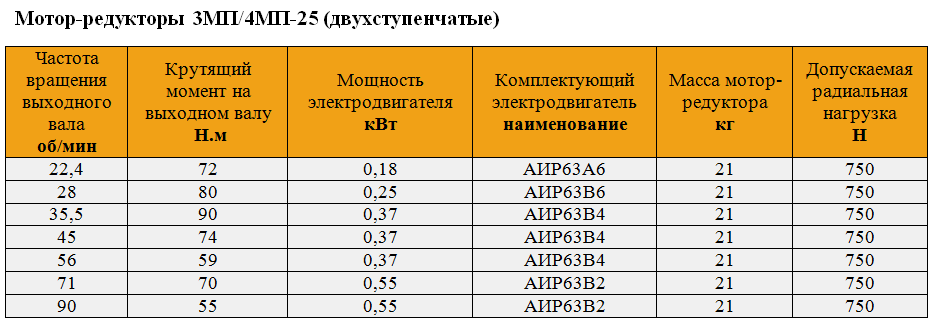 Мотор-редукторы 3МП/4МП-25 (двухступенчатые)
Частота вращения выходного вала об/мин
Крутящий момент на выходном валу Н.м
Мощность электродвигателя кВт
Комплектующий электродвигатель наименование
Масса мотор-редуктора кг
Допускаемая радиальная нагрузка Н
22,4 72 0,18 АИР63А6 21 750
28 80 0,25 АИР63В6 21 750
35,5 90 0,37 АИР63В4 21 750
45 74 0,37 АИР63В4 21 750
56 59 0,37 АИР63В4 21 750
71 70 0,55 АИР63В2 21 750
90 55 0,55 АИР63В2 21 750